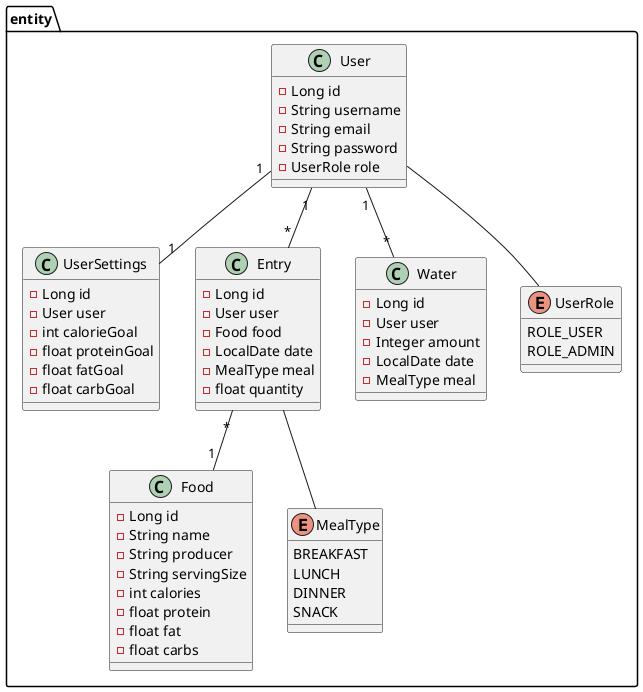 entity
C User
Long id
String username
String email
String password
UserRole role
1
1
1
1
*
*
C UserSettings
Long id
User user
int calorieGoal
float proteinGoal
float fatGoal
float carbGoal
C Entry
Long id
User user
Food food
LocalDate date
MealType meal
float quantity
C Water
Long id
User user
Integer amount
LocalDate date
MealType meal
E UserRole
ROLE_USER
ROLE_ADMIN
*
1
C Food
Long id
String name
String producer
String servingSize
int calories
float protein
float fat
float carbs
E MealType
BREAKFAST
LUNCH
DINNER
SNACK